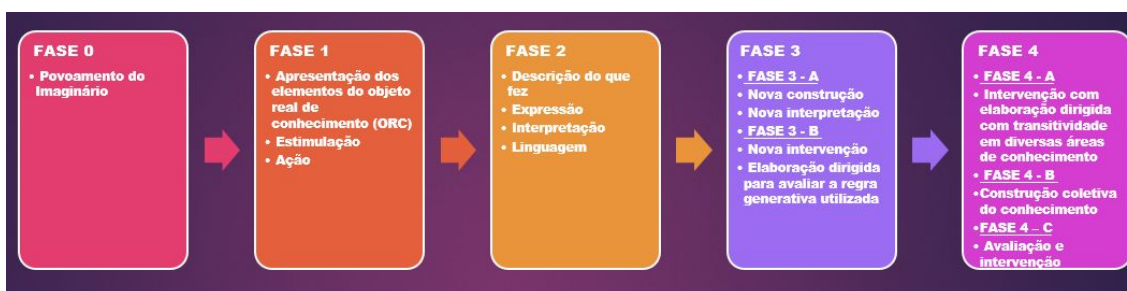 FASE 0
• Povoamento do
Imaginário
FASE 1
• Apresentação dos
elementos do objeto
real de
conhecimento (ORC)
• Estimulação
• Ação
FASE 2
• Descrição do que
fez
• Expressão
• Interpretação
• Linguagem
FASE 3
• FASE 3 - A
• Nova construção
• Nova interpretação
• FASE 3 - B
• Nova intervenção
• Elaboração dirigida
para avaliar a regra
generativa utilizada
FASE 4
• FASE 4 - A
• Intervenção com
elaboração dirigida
com transitividade
em diversas áreas
de conhecimento
• FASE 4 - B
•Construção coletiva
do conhecimento
•FASE 4 – C
• Avaliação e
intervenção